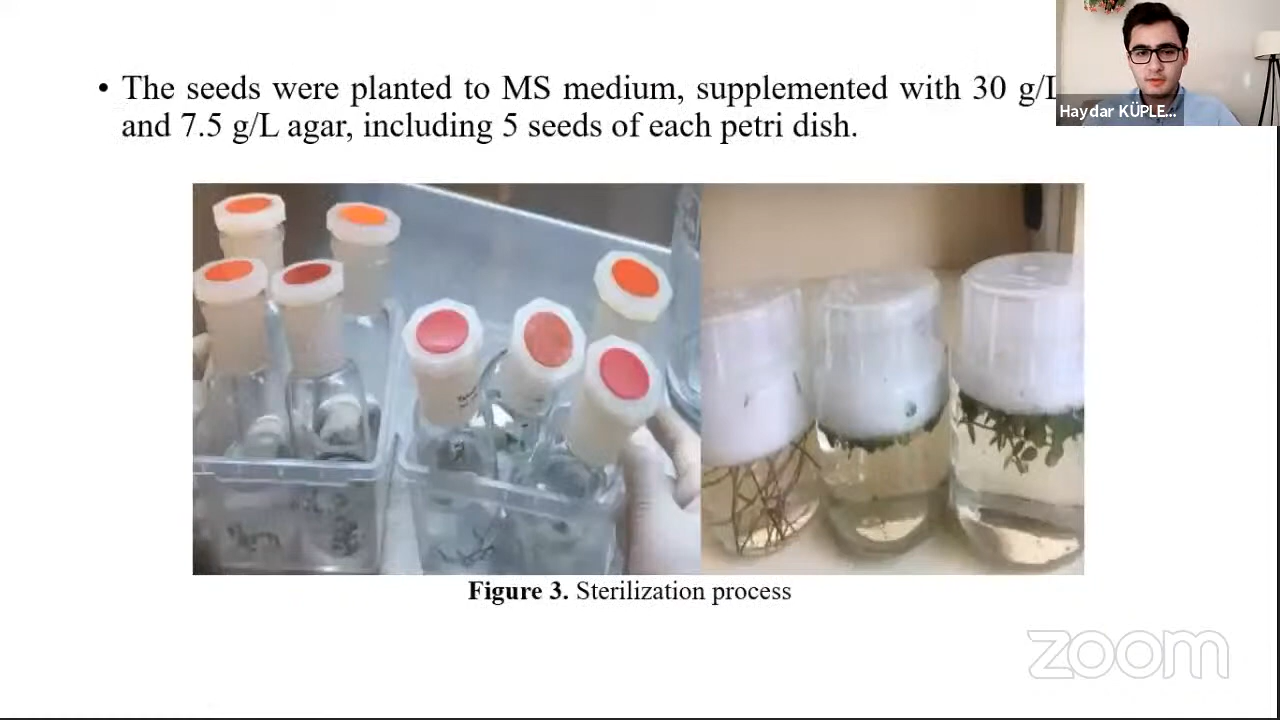 • The seeds were planted to MS medium, supplemented with 30 g/L
and 7.5 g/L agar, including 5 seeds of each petri dish.
Haydar KÜPLE...
Figure 3. Sterilization process
zoom